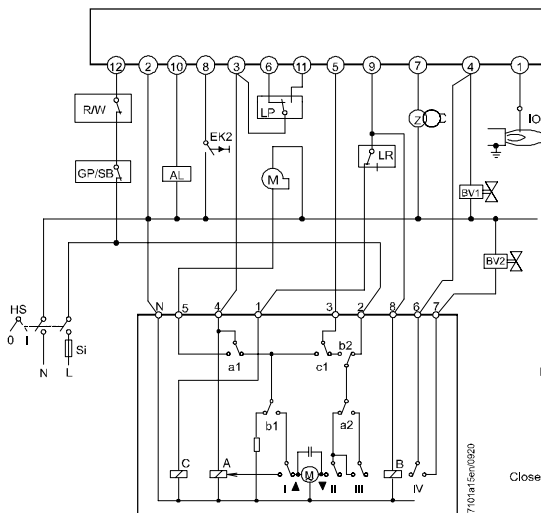 12 2 10 8 3 6 11 5 9 7 4 1
R/W
LP
EK2
Z
IO
LR
GP/SB
AL
M
BV1
BV2
HS
0 I
Si
N L
N 5 4 1 3 2 8 6 7
a1 c1 b2
b1 a2
C A M B
I II III IV
7101a15en/0920
Close